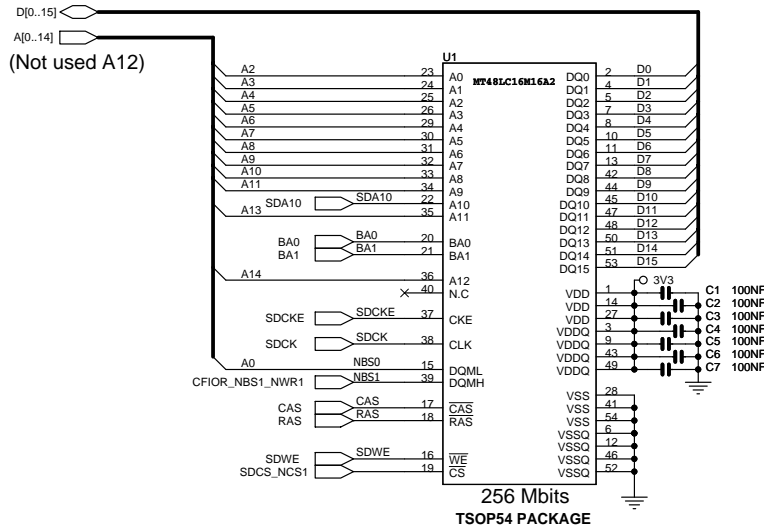 D[0..15]
A[0..14]
(Not used A12)
U1
MT48LC16M16A2
A2 23 A0 DQ0 2 D0
A3 24 A1 DQ1 4 D1
A4 25 A2 DQ2 5 D2
A5 26 A3 DQ3 7 D3
A6 29 A4 DQ4 8 D4
A7 30 A5 DQ5 10 D5
A8 31 A6 DQ6 11 D6
A9 32 A7 DQ7 13 D7
A10 33 A8 DQ8 42 D8
A11 34 A9 DQ9 44 D9
SDA10 SDA10 22 A10 DQ10 45 D10
A13 35 A11 DQ11 47 D11
DQ12 48 D12
BA0 BA0 20 BA0 DQ13 50 D13
BA1 BA1 21 BA1 DQ14 51 D14
DQ15 53 D15
A14 36 A12
3V3
40 N.C VDD 1 C1 100NF
VDD 14 C2 100NF
SDCKE SDCKE 37 CKE VDD 27 C3 100NF
VDDQ 3 C4 100NF
SDCK SDCK 38 CLK VDDQ 9 C5 100NF
VDDQ 43 C6 100NF
A0 NBS0 15 DQML VDDQ 49 C7 100NF
CFIOR_NBS1_NWR1 NBS1 39 DQMH
VSS 28
CAS CAS 17 CAS VSS 41
RAS RAS 18 RAS VSS 54
VSSQ 6
VSSQ 12
SDWE SDWE 16 WE VSSQ 46
SDCS_NCS1 19 CS VSSQ 52
256 Mbits
TSOP54 PACKAGE